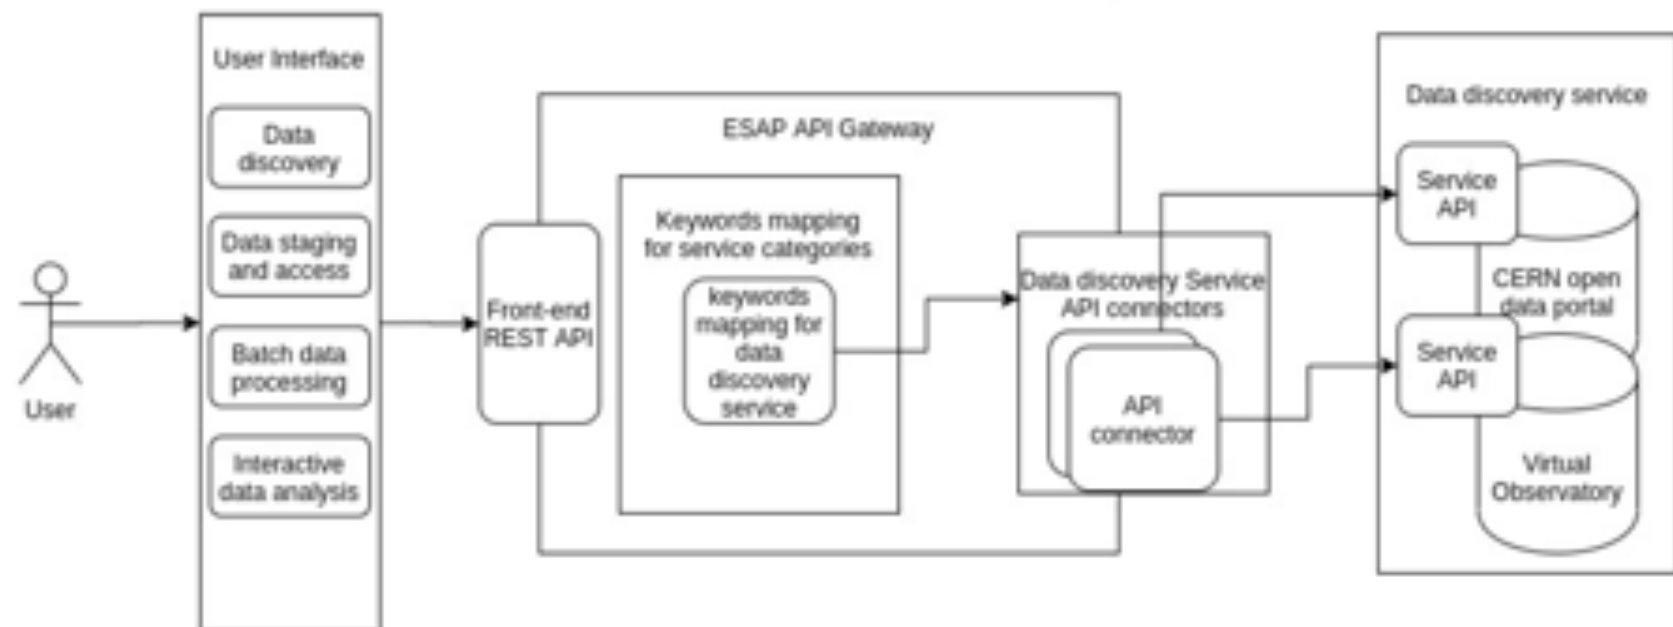 User
User Interface
Data
discovery
Data staging
and access
Batch data
processing
Interactive
data analysis
Front-end
REST API
ESAP API Gateway
Keywords mapping
for service categories
keywords
mapping for
data
discovery
service
Data discovery Service
API connectors
API
connector
Data discovery service
Service
API
CERN open
data portal
Service
API
Virtual
Observatory